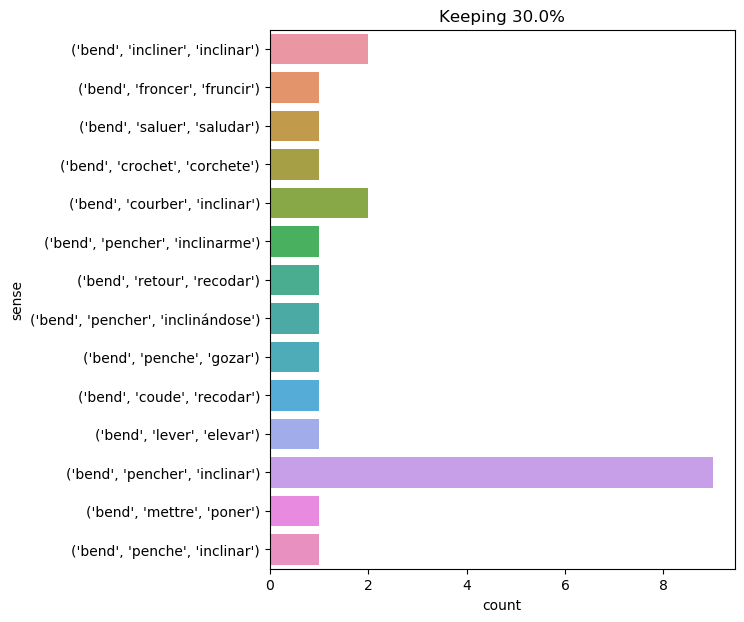 Keeping 30.0%
('bend', 'incliner', 'inclinar')
('bend', 'froncer', 'fruncir')
('bend', 'saluer', 'saludar')
('bend', 'crochet', 'corchete')
('bend', 'courber', 'inclinar')
('bend', 'pencher', 'inclinarme')
('bend', 'retour', 'recodar')
('bend', 'pencher', 'inclinándose')
('bend', 'penche', 'gozar')
('bend', 'coude', 'recodar')
('bend', 'lever', 'elevar')
('bend', 'pencher', 'inclinar')
('bend', 'mettre', 'poner')
('bend', 'penche', 'inclinar')
sense
0 2 4 6 8
count